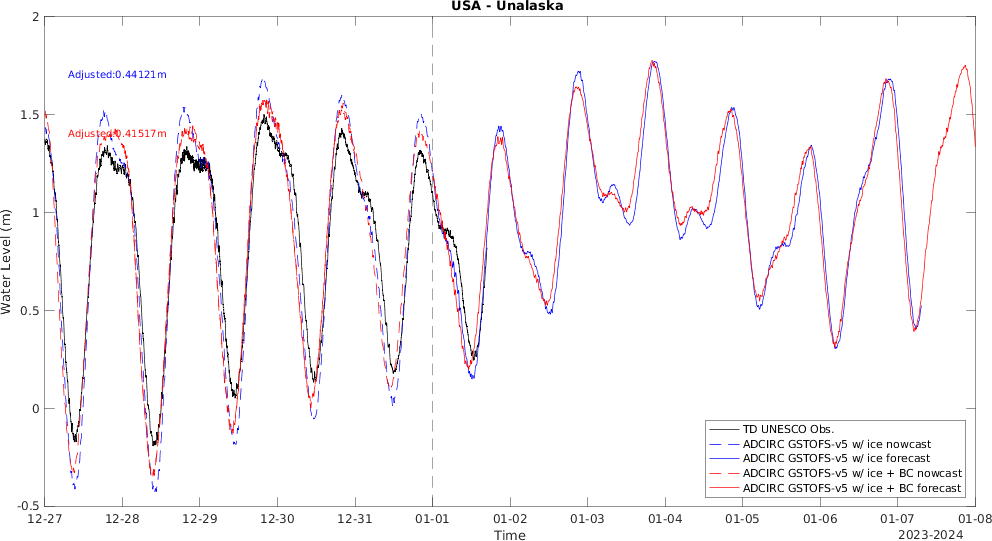 USA - Unalaska
2
1.5
1
0.5
0
-0.5
Water Level (m)
Adjusted:0.44121m
Adjusted:0.41517m
TD UNESCO Obs.
ADCIRC GSTOFS-v5 w/ ice nowcast
ADCIRC GSTOFS-v5 w/ ice forecast
ADCIRC GSTOFS-v5 w/ ice + BC nowcast
ADCIRC GSTOFS-v5 w/ ice + BC forecast
12-27 12-28 12-29 12-30 12-31 01-01 01-02 01-03 01-04 01-05 01-06 01-07 01-08
Time
2023-2024